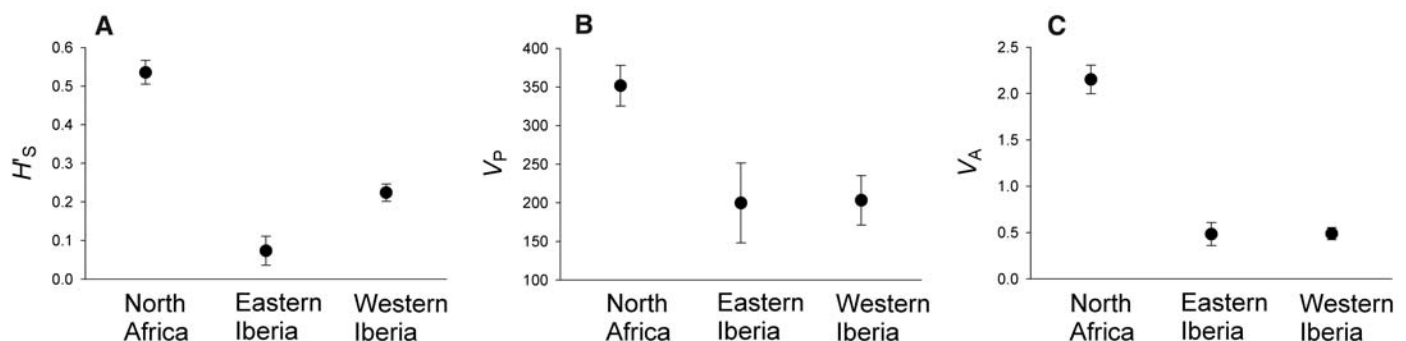 A
H'S
0.6
0.5
0.4
0.3
0.2
0.1
0.0
North Africa
Eastern Iberia
Western Iberia
B
VP
400
350
300
250
200
150
100
North Africa
Eastern Iberia
Western Iberia
C
VA
2.5
2.0
1.5
1.0
0.5
0.0
North Africa
Eastern Iberia
Western Iberia